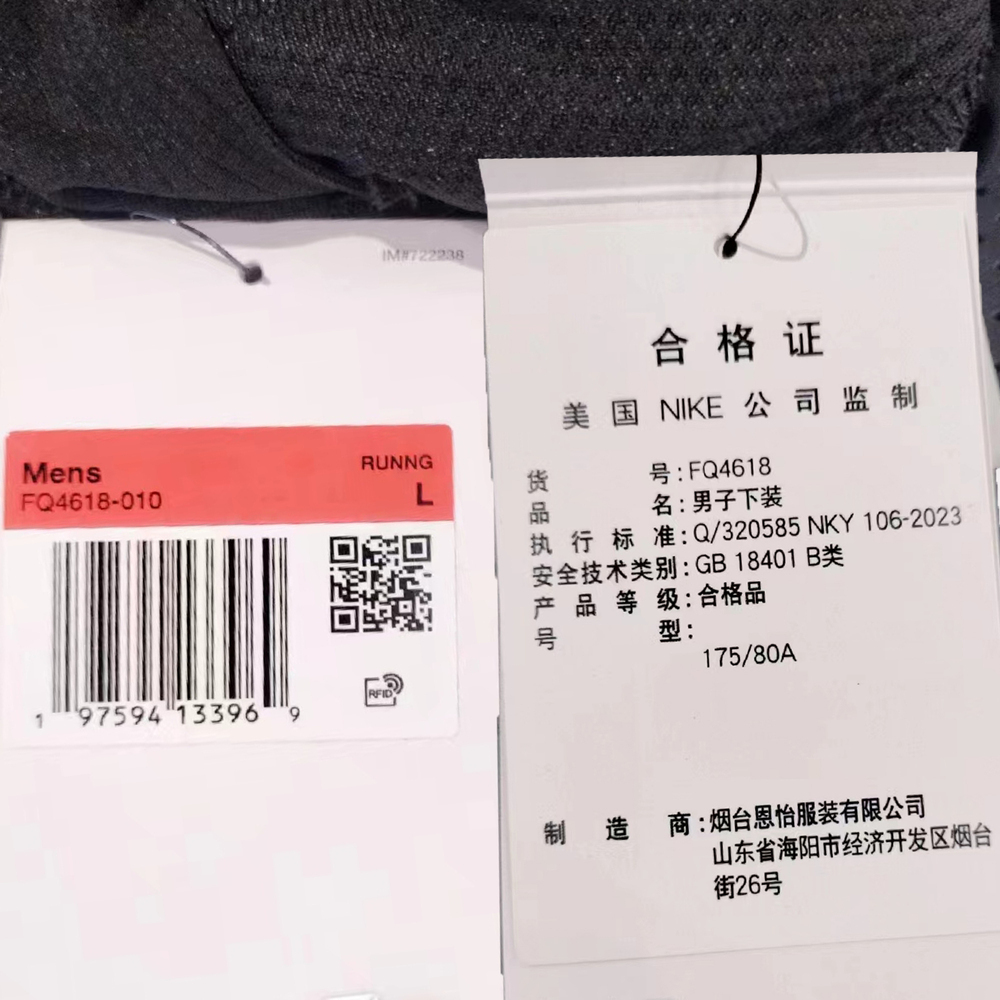 IM#722238
Mens
RUNNG
FQ4618-010
L
1 97594 13396 9
RFID
合格证
美国 NIKE 公司监制
货号:FQ4618
品名:男子下装
执行标准:Q/320585 NKY 106-2023
安全技术类别:GB 18401 B类
产品等级:合格品
号型:
175/80A
制造商:烟台恩怡服装有限公司
山东省海阳市经济开发区烟台
街26号